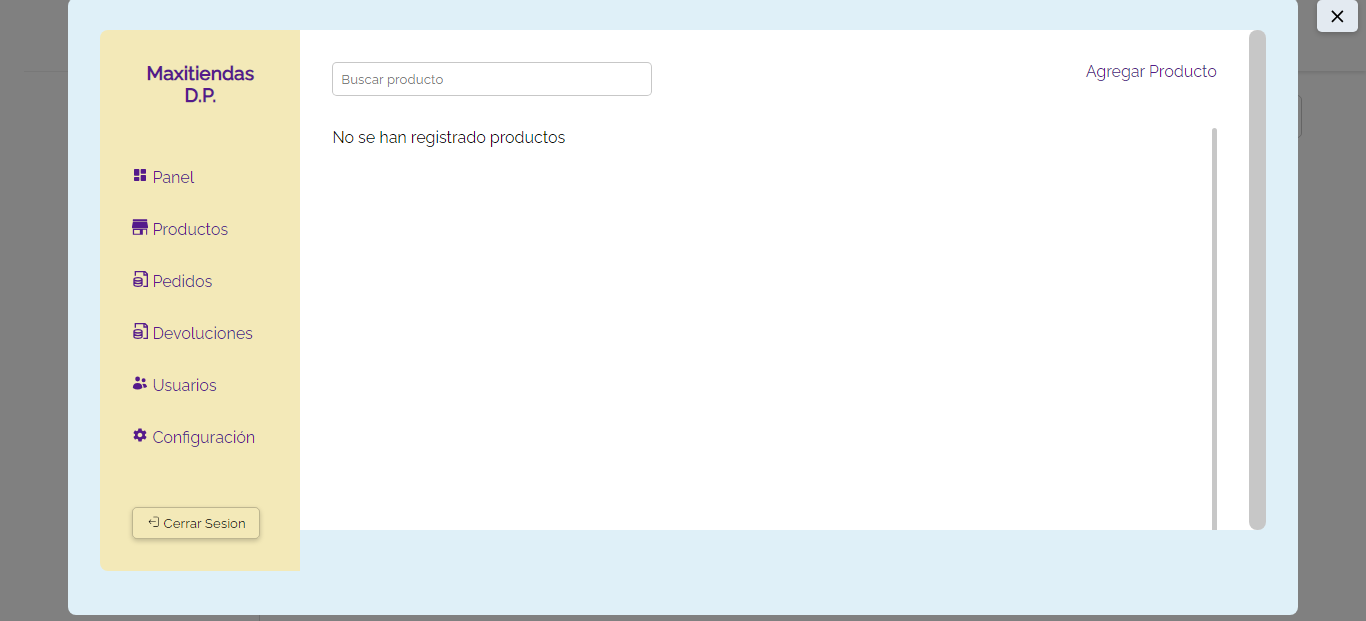 Maxitiendas
D.P.
Panel
Productos
Pedidos
Devoluciones
Usuarios
Configuración
Cerrar Sesion
Buscar producto
Agregar Producto
No se han registrado productos